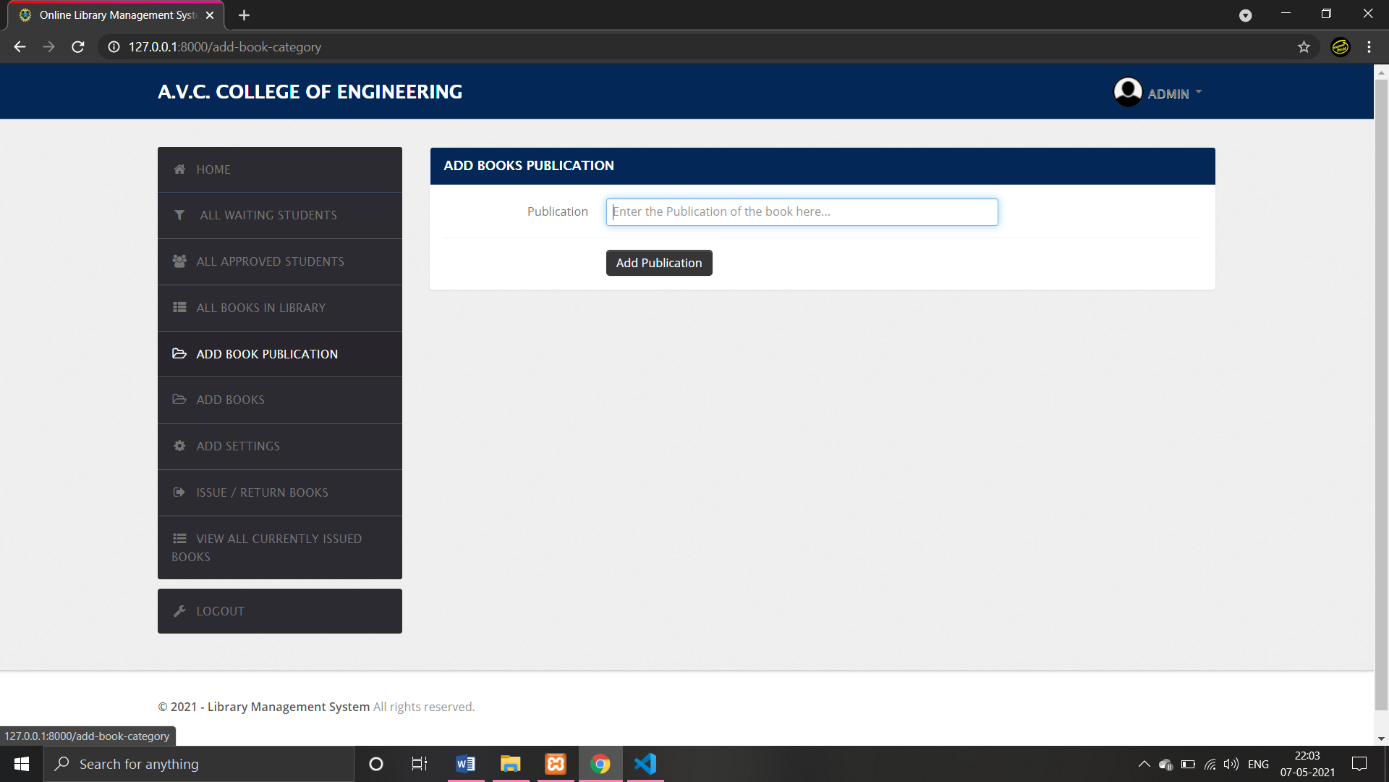 Online Library Management Syst
127.0.0.1:8000/add-book-category
A.V.C. COLLEGE OF ENGINEERING
ADMIN
HOME
ALL WAITING STUDENTS
ALL APPROVED STUDENTS
ALL BOOKS IN LIBRARY
ADD BOOK PUBLICATION
ADD BOOKS
ADD SETTINGS
ISSUE / RETURN BOOKS
VIEW ALL CURRENTLY ISSUED
BOOKS
LOGOUT
ADD BOOKS PUBLICATION
Publication Enter the Publication of the book here...
Add Publication
© 2021 - Library Management System All rights reserved.
127.0.0.1:8000/add-book-category
Search for anything
ENG
22:03
07-05-2021